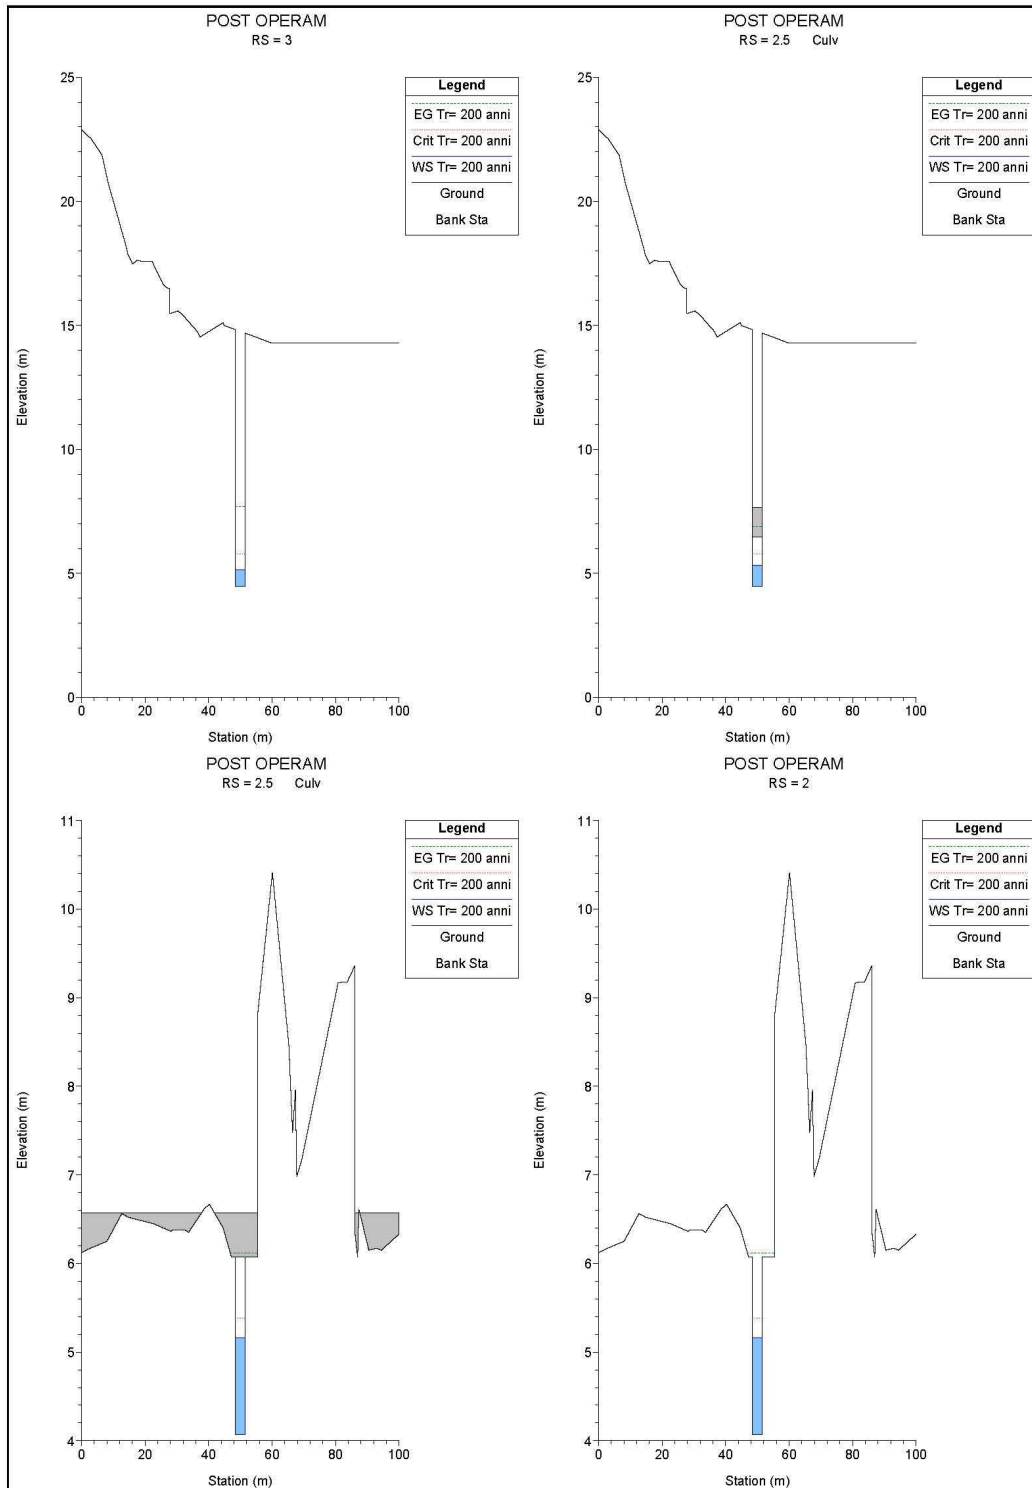 POST OPERAM
RS = 3
25
20
15
10
5
0
0
20
40
60
80
100
Elevation (m)
Station (m)
Legend
EG Tr= 200 anni
Crit Tr= 200 anni
WS Tr= 200 anni
Ground
Bank Sta
POST OPERAM
RS = 2.5 Culv
25
20
15
10
5
0
0
20
40
60
80
100
Elevation (m)
Station (m)
Legend
EG Tr= 200 anni
Crit Tr= 200 anni
WS Tr= 200 anni
Ground
Bank Sta
POST OPERAM
RS = 2.5 Culv
11
10
9
8
7
6
5
4
0
20
40
60
80
100
Elevation (m)
Station (m)
Legend
EG Tr= 200 anni
Crit Tr= 200 anni
WS Tr= 200 anni
Ground
Bank Sta
POST OPERAM
RS = 2
11
10
9
8
7
6
5
4
0
20
40
60
80
100
Elevation (m)
Station (m)
Legend
EG Tr= 200 anni
Crit Tr= 200 anni
WS Tr= 200 anni
Ground
Bank Sta